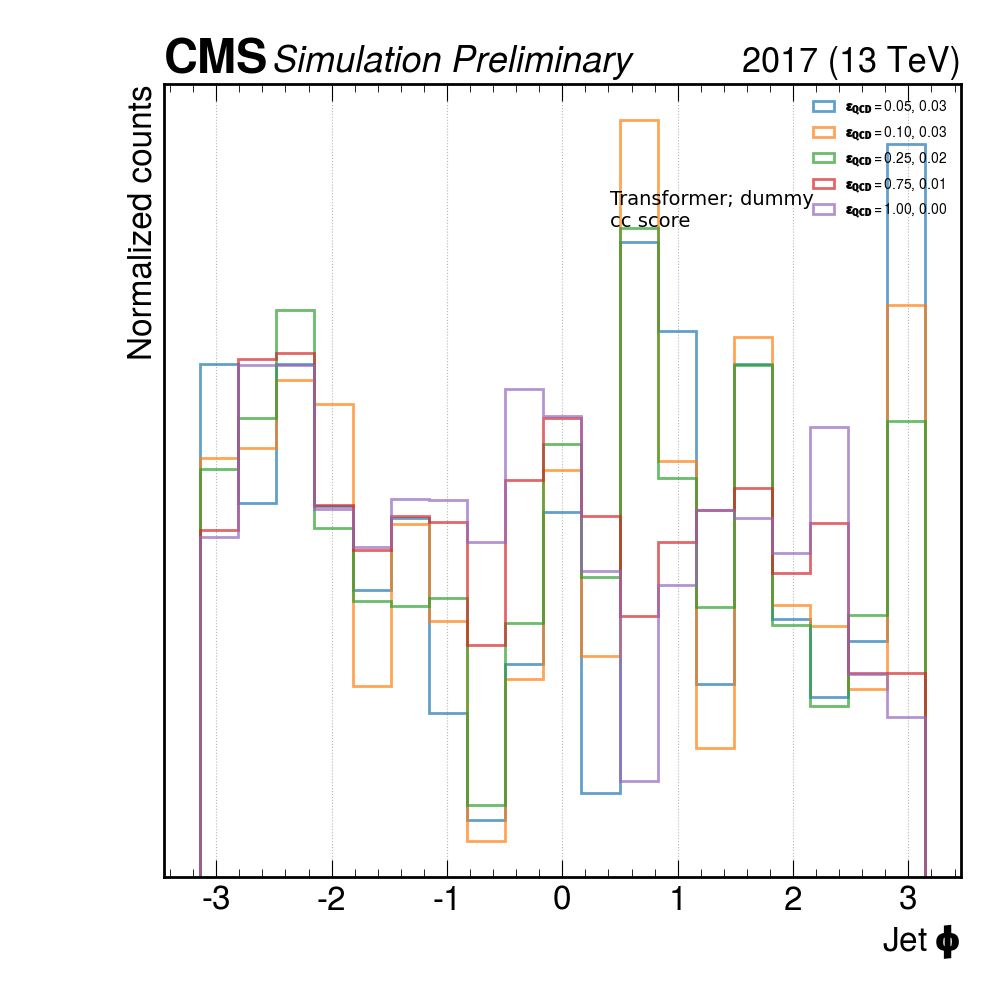 CMS Simulation Preliminary 2017 (13 TeV)
Normalized counts
ε_QCD = 0.05, 0.03
ε_QCD = 0.10, 0.03
ε_QCD = 0.25, 0.02
ε_QCD = 0.75, 0.01
ε_QCD = 1.00, 0.00
Transformer; dummy
cc score
-3 -2 -1 0 1 2 3
Jet ϕ